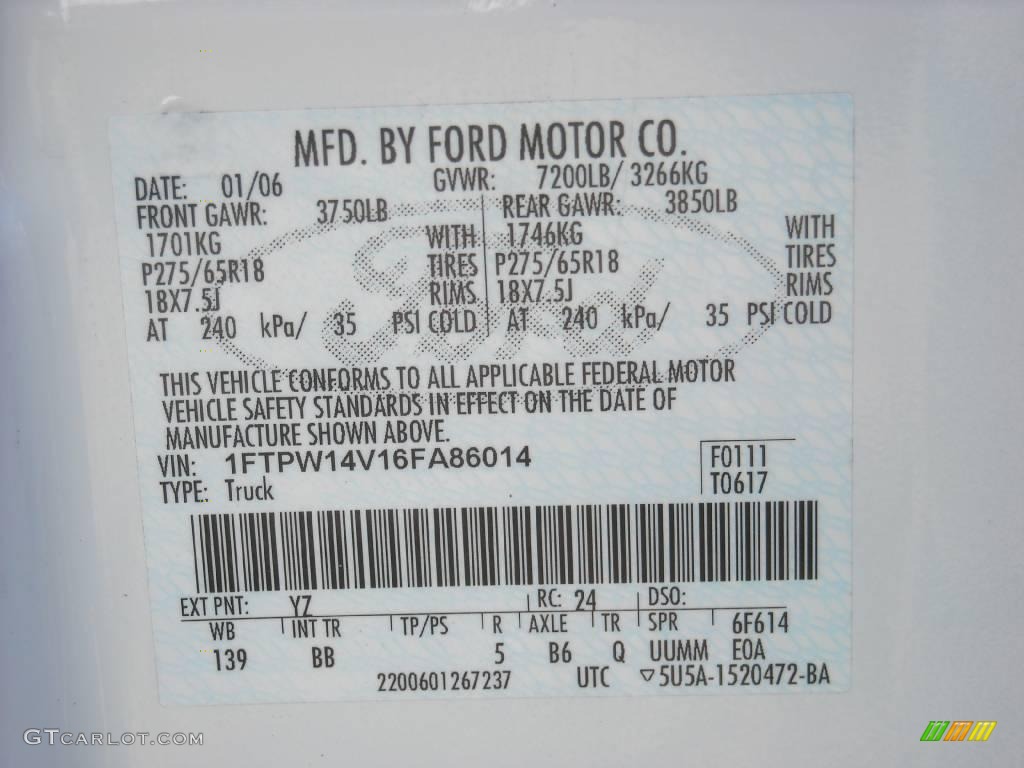 MFD. BY FORD MOTOR CO.
DATE: 01/06 GVWR: 7200LB/ 3266KG
FRONT GAWR: 3750LB REAR GAWR: 3850LB
1701KG WITH 1746KG WITH
P275/65R18 TIRES P275/65R18 TIRES
18X7.5J RIMS 18X7.5J RIMS
AT 240 kPa/ 35 PSI COLD AT 240 kPa/ 35 PSI COLD
Ford
THIS VEHICLE CONFORMS TO ALL APPLICABLE FEDERAL MOTOR
VEHICLE SAFETY STANDARDS IN EFFECT ON THE DATE OF
MANUFACTURE SHOWN ABOVE.
VIN: 1FTPW14V16FA86014 F0111
TYPE: Truck T0617
EXT PNT: YZ RC: 24 DSO:
WB INT TR TP/PS R AXLE TR SPR 6F614
139 BB 5 B6 Q UUMM E0A
2200601267237 UTC ▽5U5A-1520472-BA
GTCARLOT.COM